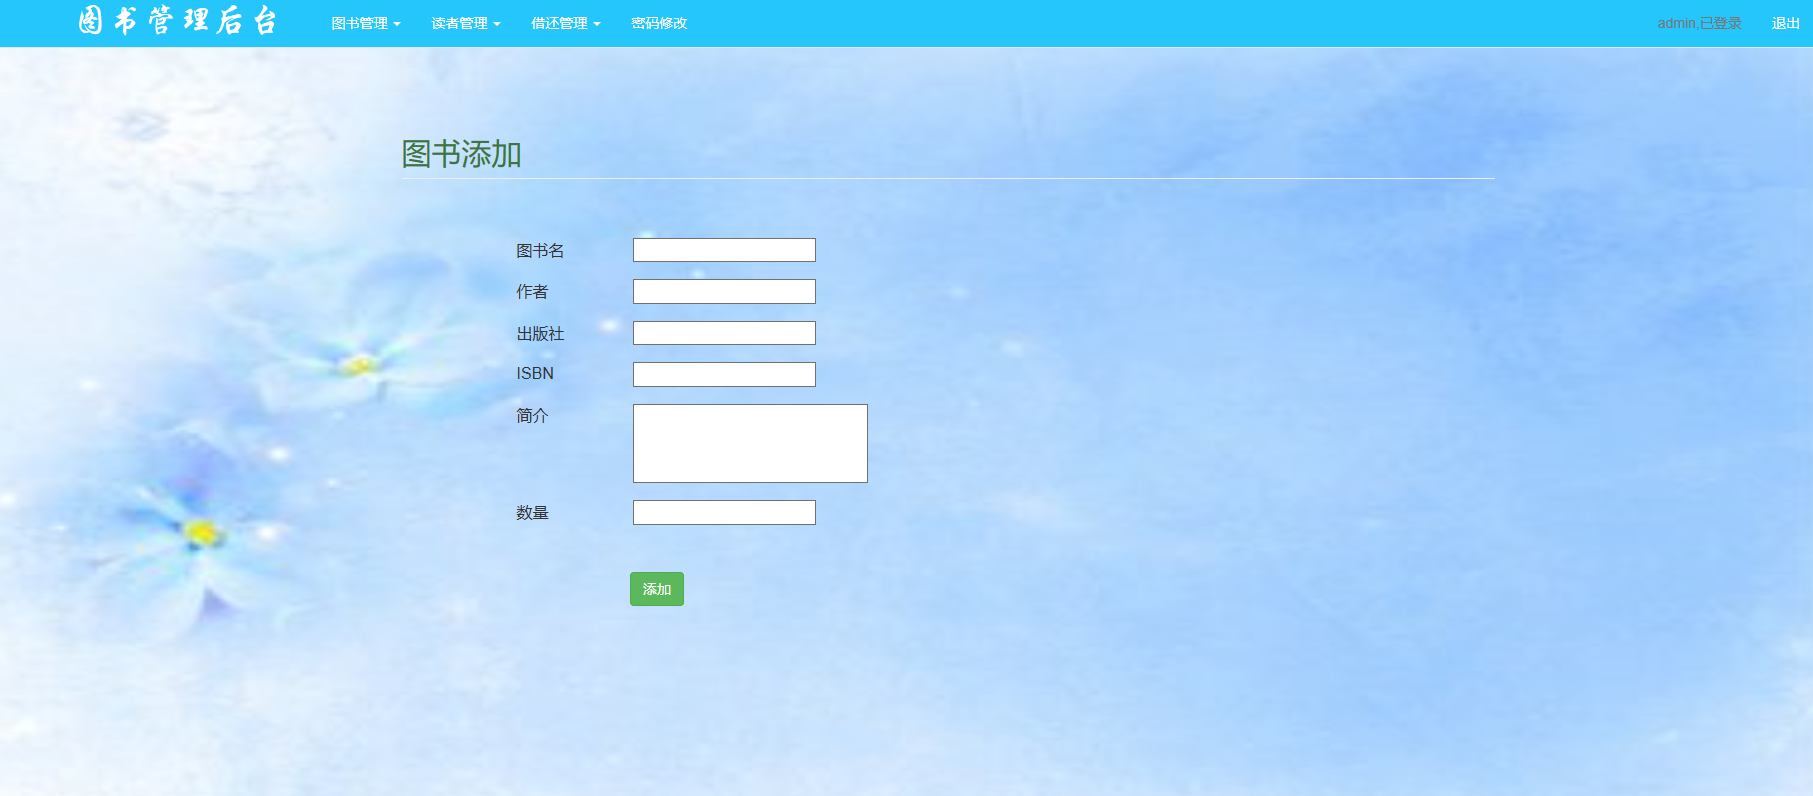 图书管理后台 图书管理 读者管理 借还管理 密码修改 admin,已登录 退出
图书添加
图书名
作者
出版社
ISBN
简介
数量
添加